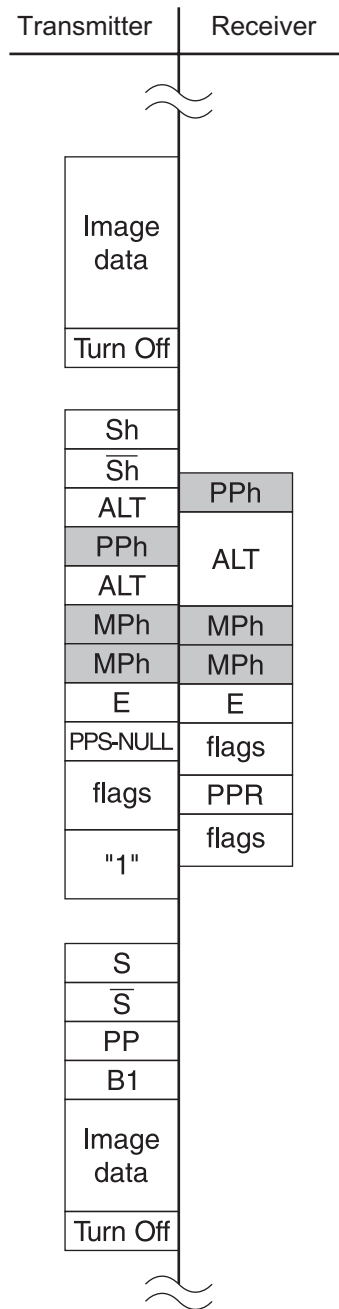 Transmitter Receiver
Image
data
Turn Off
Sh
S̅h̅
ALT
PPh
ALT
MPh
MPh
E
PPS-NULL
flags
"1"
PPh
ALT
MPh
MPh
E
flags
PPR
flags
S
S̅
PP
B1
Image
data
Turn Off